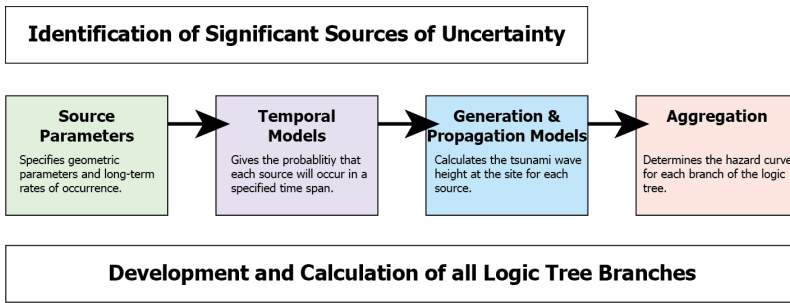 Identification of Significant Sources of Uncertainty
Source
Parameters
Specifies geometric
parameters and long-term
rates of occurrence.
Temporal
Models
Gives the probablitiy that
each source will occur in a
specified time span.
Generation &
Propagation Models
Calculates the tsunami wave
height at the site for each
source.
Aggregation
Determines the hazard curve
for each branch of the logic
tree.
Development and Calculation of all Logic Tree Branches